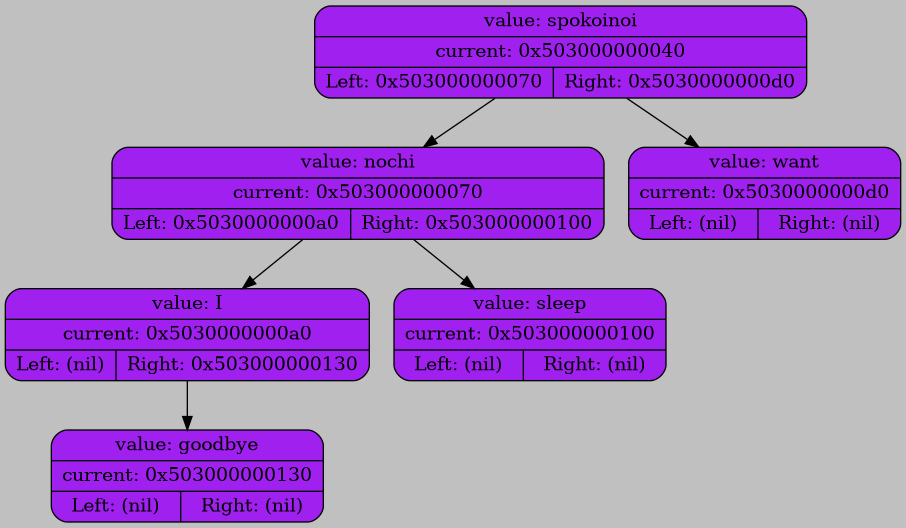 value: spokoinoi
current: 0x503000000040
Left: 0x503000000070 Right: 0x5030000000d0
value: nochi
current: 0x503000000070
Left: 0x5030000000a0 Right: 0x503000000100
value: want
current: 0x5030000000d0
Left: (nil) Right: (nil)
value: I
current: 0x5030000000a0
Left: (nil) Right: 0x503000000130
value: sleep
current: 0x503000000100
Left: (nil) Right: (nil)
value: goodbye
current: 0x503000000130
Left: (nil) Right: (nil)